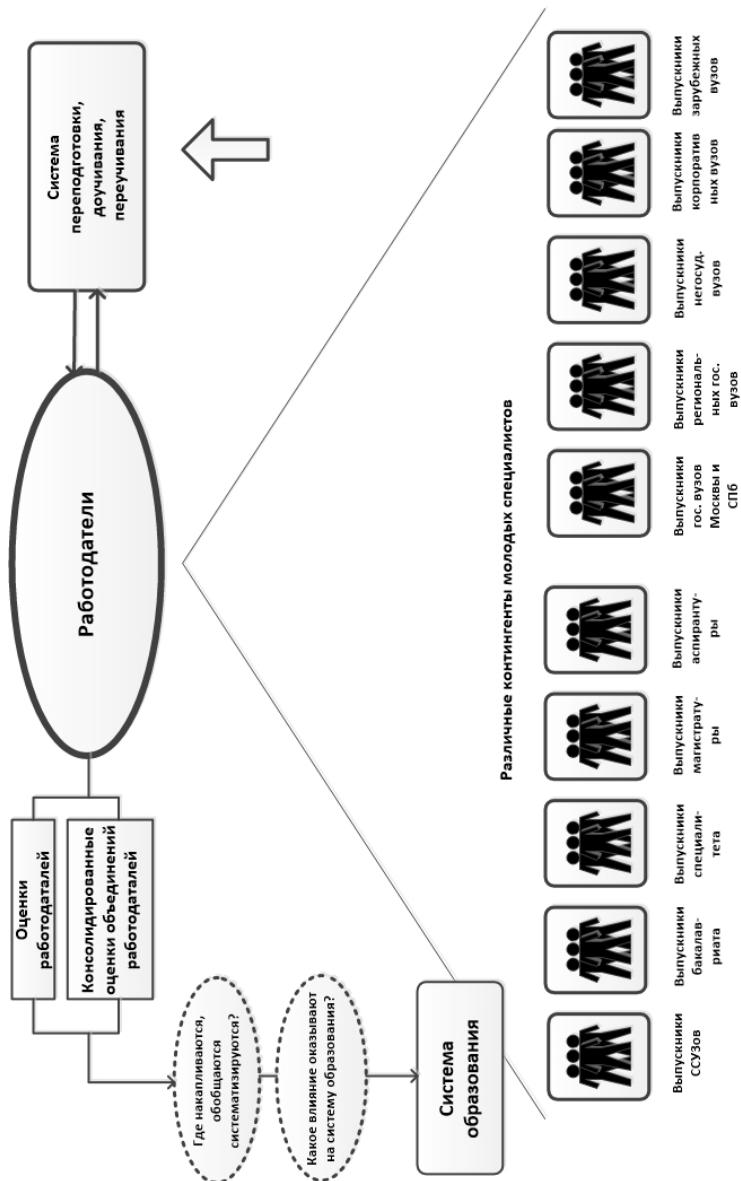 Оценки
работодаталей
Консолидированные
оценки объединений
работодаталей
Работодатели
Система
переподготовки,
доучивания,
переучивания
Где накапливаются,
обобщаются
систематизируются?
Какое влияние оказывают
на систему образования?
Система
образования
Различные контингенты молодых специалистов
Выпускники
ССУЗов
Выпускники
бакалав-
риата
Выпускники
специали-
тета
Выпускники
магистрату-
ры
Выпускники
аспиранту-
ры
Выпускники
гос. вузов
Москвы и
СПб
Выпускники
региональ-
ных гос.
вузов
Выпускники
негосуд.
вузов
Выпускники
корпоратив
ных вузов
Выпускники
зарубежных
вузов